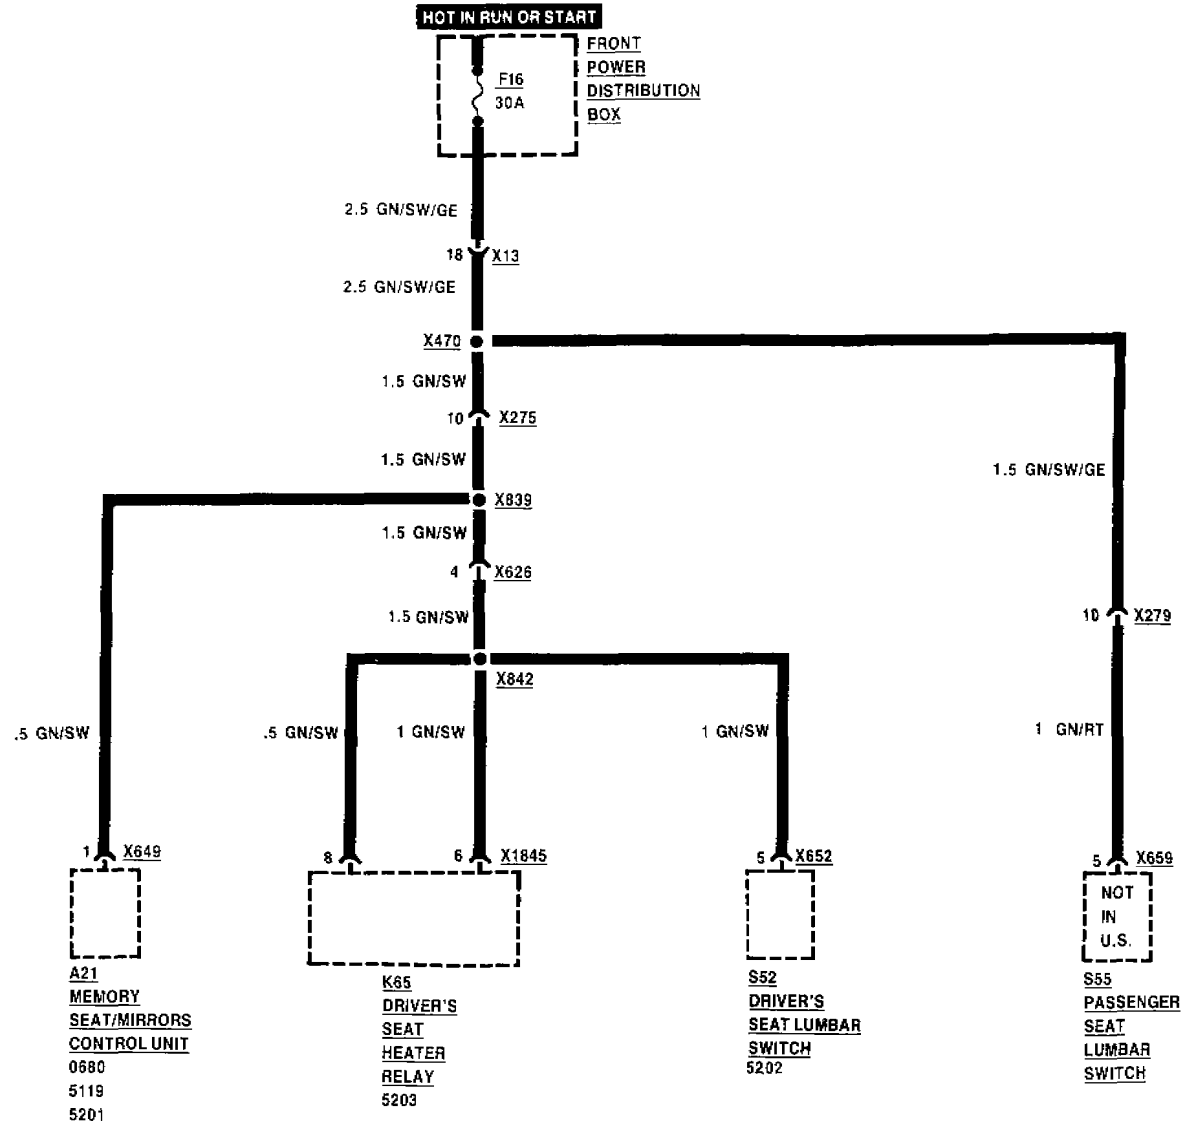 HOT IN RUN OR START
FRONT
POWER
DISTRIBUTION
BOX
F16
30A
2.5 GN/SW/GE
18 X13
2.5 GN/SW/GE
X470
1.5 GN/SW
10 X275
1.5 GN/SW
1.5 GN/SW/GE
X839
1.5 GN/SW
4 X626
1.5 GN/SW
10 X279
X842
.5 GN/SW
.5 GN/SW
1 GN/SW
1 GN/SW
1 GN/RT
1 X649
8
6 X1845
5 X652
5 X659
NOT
IN
U.S.
A21
MEMORY
SEAT/MIRRORS
CONTROL UNIT
0680
5119
5201
K65
DRIVER'S
SEAT
HEATER
RELAY
5203
S52
DRIVER'S
SEAT LUMBAR
SWITCH
5202
S55
PASSENGER
SEAT
LUMBAR
SWITCH